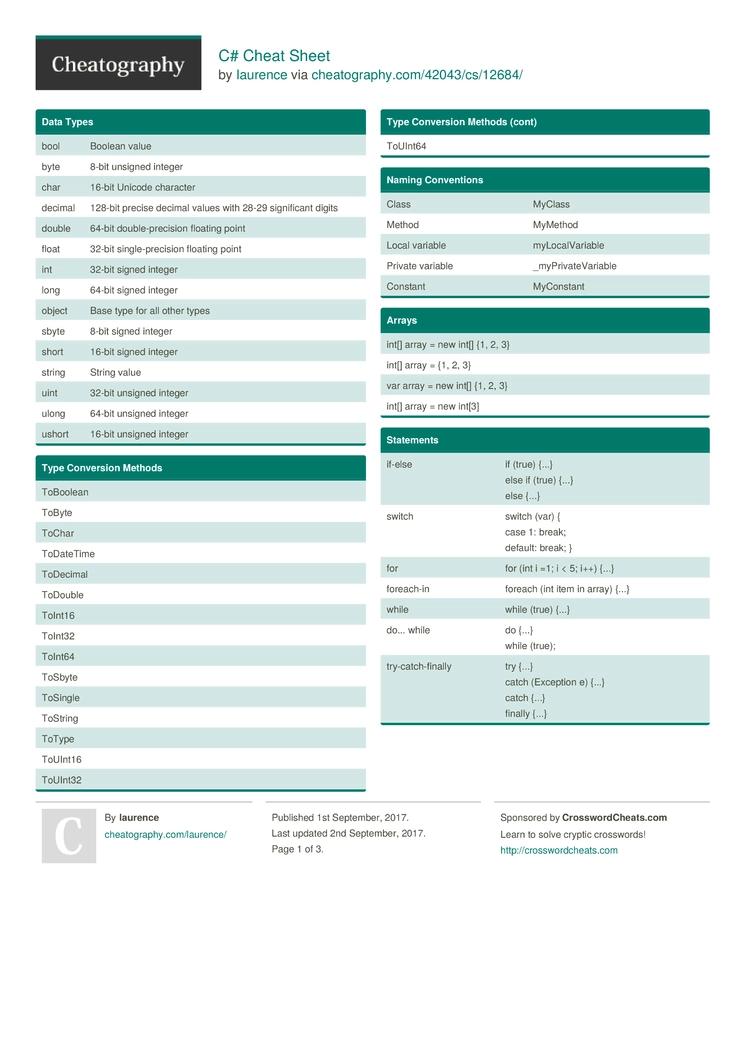 Cheatography
C# Cheat Sheet
by laurence via cheatography.com/42043/cs/12684/
Data Types
bool Boolean value
byte 8-bit unsigned integer
char 16-bit Unicode character
decimal 128-bit precise decimal values with 28-29 significant digits
double 64-bit double-precision floating point
float 32-bit single-precision floating point
int 32-bit signed integer
long 64-bit signed integer
object Base type for all other types
sbyte 8-bit signed integer
short 16-bit signed integer
string String value
uint 32-bit unsigned integer
ulong 64-bit unsigned integer
ushort 16-bit unsigned integer
Type Conversion Methods
ToBoolean
ToByte
ToChar
ToDateTime
ToDecimal
ToDouble
ToInt16
ToInt32
ToInt64
ToSbyte
ToSingle
ToString
ToType
ToUInt16
ToUInt32
Type Conversion Methods (cont)
ToUInt64
Naming Conventions
Class MyClass
Method MyMethod
Local variable myLocalVariable
Private variable _myPrivateVariable
Constant MyConstant
Arrays
int[] array = new int[] {1, 2, 3}
int[] array = {1, 2, 3}
var array = new int[] {1, 2, 3}
int[] array = new int[3]
Statements
if-else if (true) {...}
else if (true) {...}
else {...}
switch switch (var) {
case 1: break;
default: break; }
for for (int i =1; i < 5; i++) {...}
foreach-in foreach (int item in array) {...}
while while (true) {...}
do... while do {...}
while (true);
try-catch-finally try {...}
catch (Exception e) {...}
catch {...}
finally {...}
C
By laurence
cheatography.com/laurence/
Published 1st September, 2017.
Last updated 2nd September, 2017.
Page 1 of 3.
Sponsored by CrosswordCheats.com
Learn to solve cryptic crosswords!
http://crosswordcheats.com